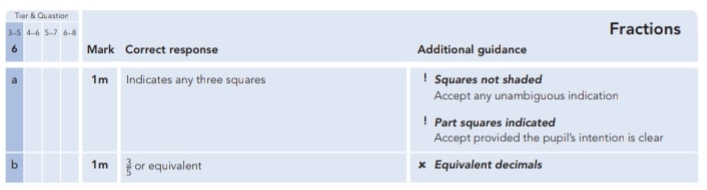 Tier & Question
3–5 4–6 5–7 6–8
Fractions
6 Mark Correct response Additional guidance
a 1m Indicates any three squares ! Squares not shaded
Accept any unambiguous indication
! Part squares indicated
Accept provided the pupil's intention is clear
b 1m 3/5 or equivalent × Equivalent decimals